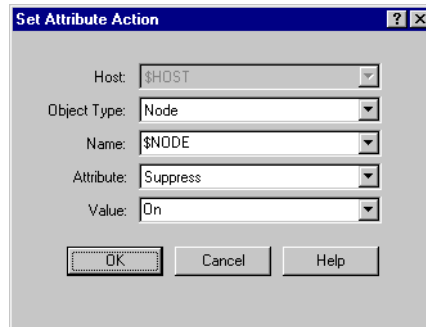 Set Attribute Action
Host: $HOST
Object Type: Node
Name: $NODE
Attribute: Suppress
Value: On
OK Cancel Help